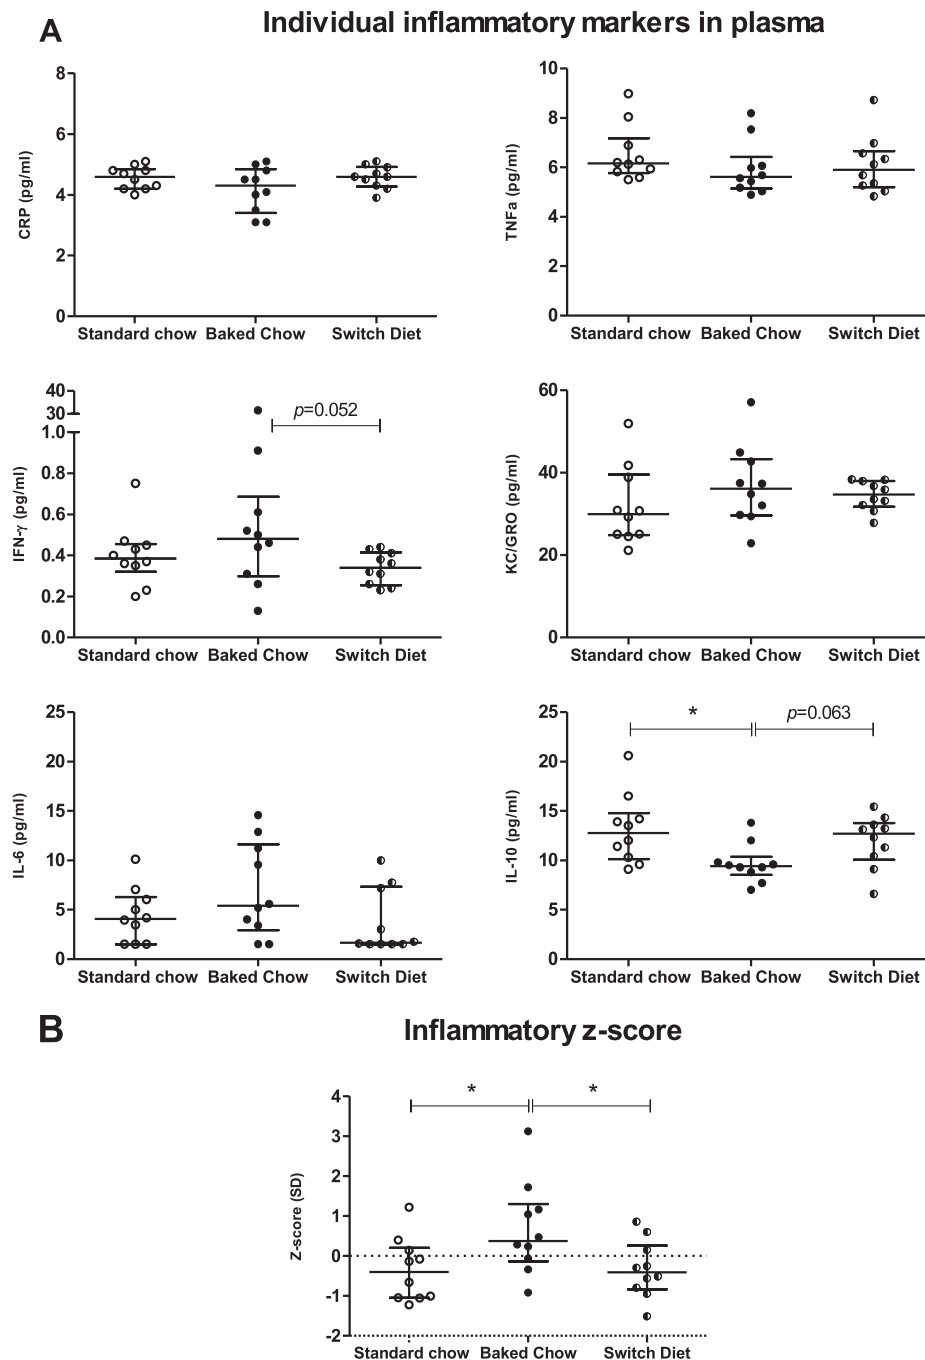 A
Individual inflammatory markers in plasma
CRP (pg/ml)
8
6
4
2
0
Standard chow Baked Chow Switch Diet
TNFa (pg/ml)
10
8
6
4
2
0
Standard chow Baked Chow Switch Diet
IFN-γ (pg/ml)
40
30
1.0
0.8
0.6
0.4
0.2
0.0
p=0.052
Standard chow Baked Chow Switch Diet
KC/GRO (pg/ml)
60
40
20
0
Standard chow Baked Chow Switch Diet
IL-6 (pg/ml)
25
20
15
10
5
0
Standard chow Baked Chow Switch Diet
IL-10 (pg/ml)
25
20
15
10
5
0
* p=0.063
Standard chow Baked Chow Switch Diet
B
Inflammatory z-score
Z-score (SD)
4
3
2
1
0
-1
-2
* *
Standard chow Baked Chow Switch Diet